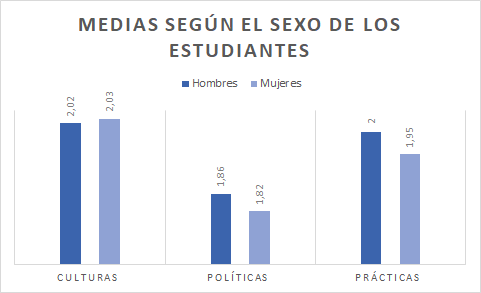 MEDIAS SEGÚN EL SEXO DE LOS
ESTUDIANTES
Hombres Mujeres
2,02 2,03 1,86 1,82 2 1,95
CULTURAS POLÍTICAS PRÁCTICAS